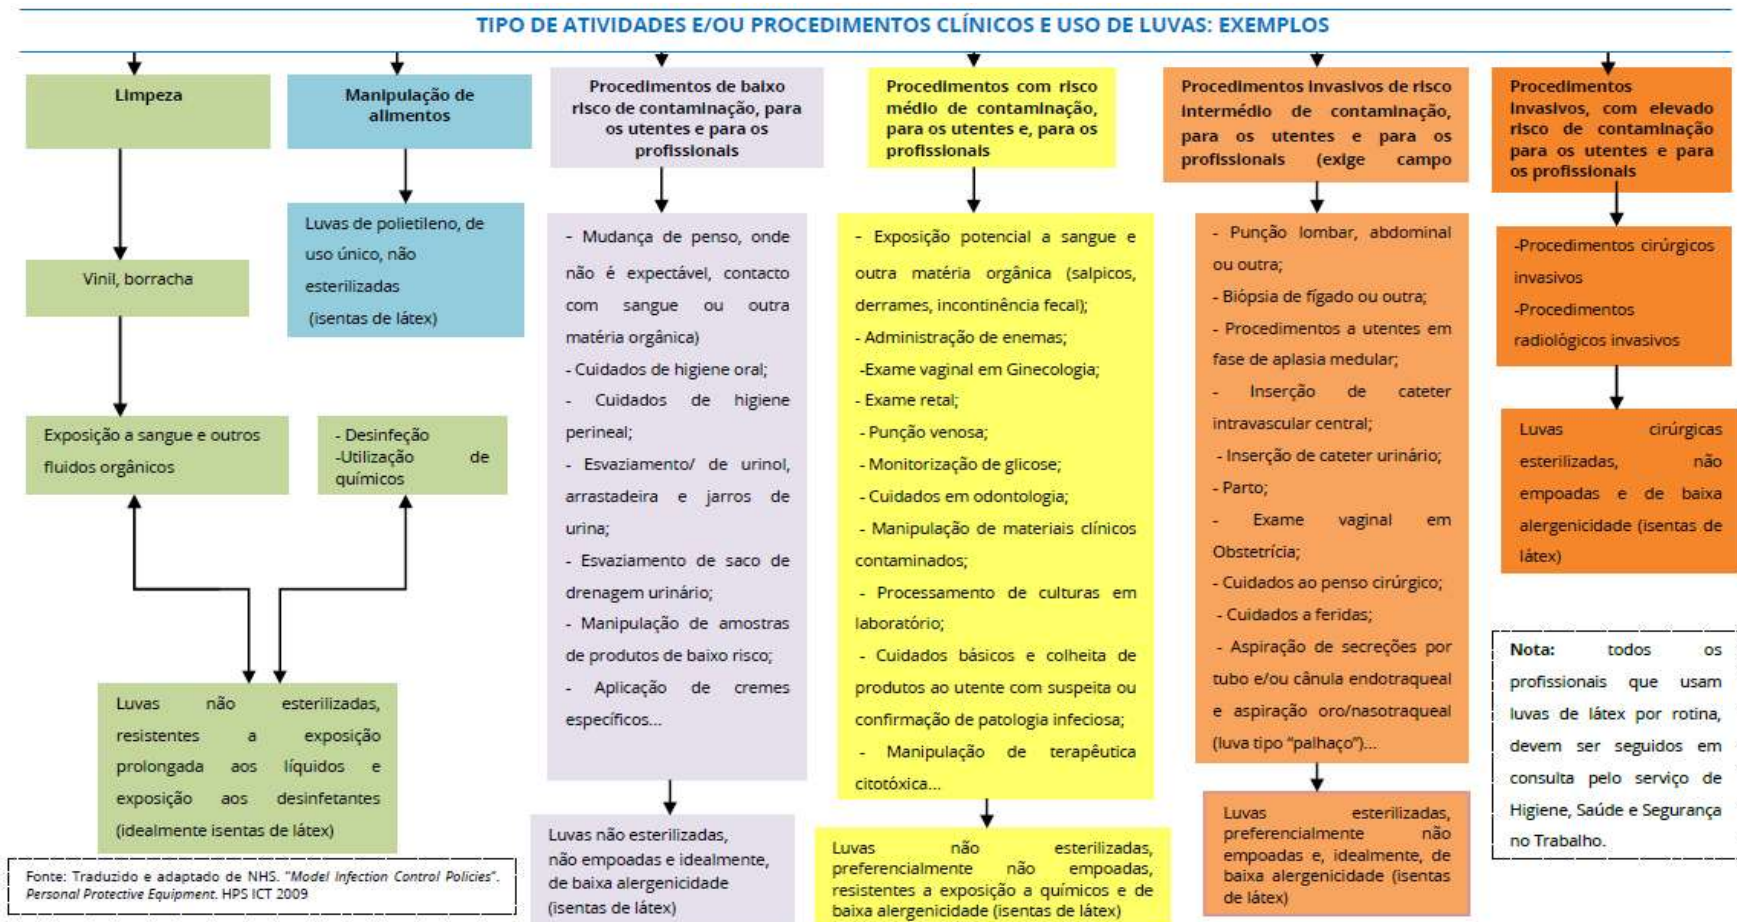 TIPO DE ATIVIDADES E/OU PROCEDIMENTOS CLÍNICOS E USO DE LUVAS: EXEMPLOS
Limpeza
Vinil, borracha
Exposição a sangue e outros
fluidos orgânicos
- Desinfeção
-Utilização de
químicos
Luvas não esterilizadas,
resistentes a exposição
prolongada aos líquidos e
exposição aos desinfetantes
(idealmente isentas de látex)
Manipulação de
alimentos
Luvas de polietileno, de
uso único, não
esterilizadas
(isentas de látex)
Procedimentos de baixo
risco de contaminação, para
os utentes e para os
profissionais
- Mudança de penso, onde
não é expectável, contacto
com sangue ou outra
matéria orgânica)
- Cuidados de higiene oral;
- Cuidados de higiene
perineal;
- Esvaziamento/ de urinol,
arrastadeira e jarros de
urina;
- Esvaziamento de saco de
drenagem urinário;
- Manipulação de amostras
de produtos de baixo risco;
- Aplicação de cremes
específicos...
Luvas não esterilizadas,
não empoadas e idealmente,
de baixa alergenicidade
(isentas de látex)
Procedimentos com risco
médio de contaminação,
para os utentes e, para os
profissionais
- Exposição potencial a sangue e
outra matéria orgânica (salpicos,
derrames, incontinência fecal);
- Administração de enemas;
-Exame vaginal em Ginecologia;
- Exame retal;
- Punção venosa;
- Monitorização de glicose;
- Cuidados em odontologia;
- Manipulação de materiais clínicos
contaminados;
- Processamento de culturas em
laboratório;
- Cuidados básicos e colheita de
produtos ao utente com suspeita ou
confirmação de patologia infeciosa;
- Manipulação de terapêutica
citotóxica...
Luvas não esterilizadas,
preferencialmente não empoadas,
resistentes a exposição a químicos e de
baixa alergenicidade (isentas de látex)
Procedimentos invasivos de risco
intermédio de contaminação,
para os utentes e para os
profissionais (exige campo
- Punção lombar, abdominal
ou outra;
- Biópsia de fígado ou outra;
- Procedimentos a utentes em
fase de aplasia medular;
- Inserção de cateter
intravascular central;
- Inserção de cateter urinário;
- Parto;
- Exame vaginal em
Obstetrícia;
- Cuidados ao penso cirúrgico;
- Cuidados a feridas;
- Aspiração de secreções por
tubo e/ou cânula endotraqueal
e aspiração oro/nasotraqueal
(luva tipo "palhaço")...
Luvas esterilizadas,
preferencialmente não
empoadas e, idealmente, de
baixa alergenicidade (isentas
de látex)
Procedimentos
invasivos, com elevado
risco de contaminação
para os utentes e para
os profissionais
-Procedimentos cirúrgicos
invasivos
-Procedimentos
radiológicos invasivos
Luvas cirúrgicas
esterilizadas, não
empoadas e de baixa
alergenicidade (isentas de
látex)
Nota: todos os
profissionais que usam
luvas de látex por rotina,
devem ser seguidos em
consulta pelo serviço de
Higiene, Saúde e Segurança
no Trabalho.
Fonte: Traduzido e adaptado de NHS. "Model Infection Control Policies".
Personal Protective Equipment. HPS ICT 2009